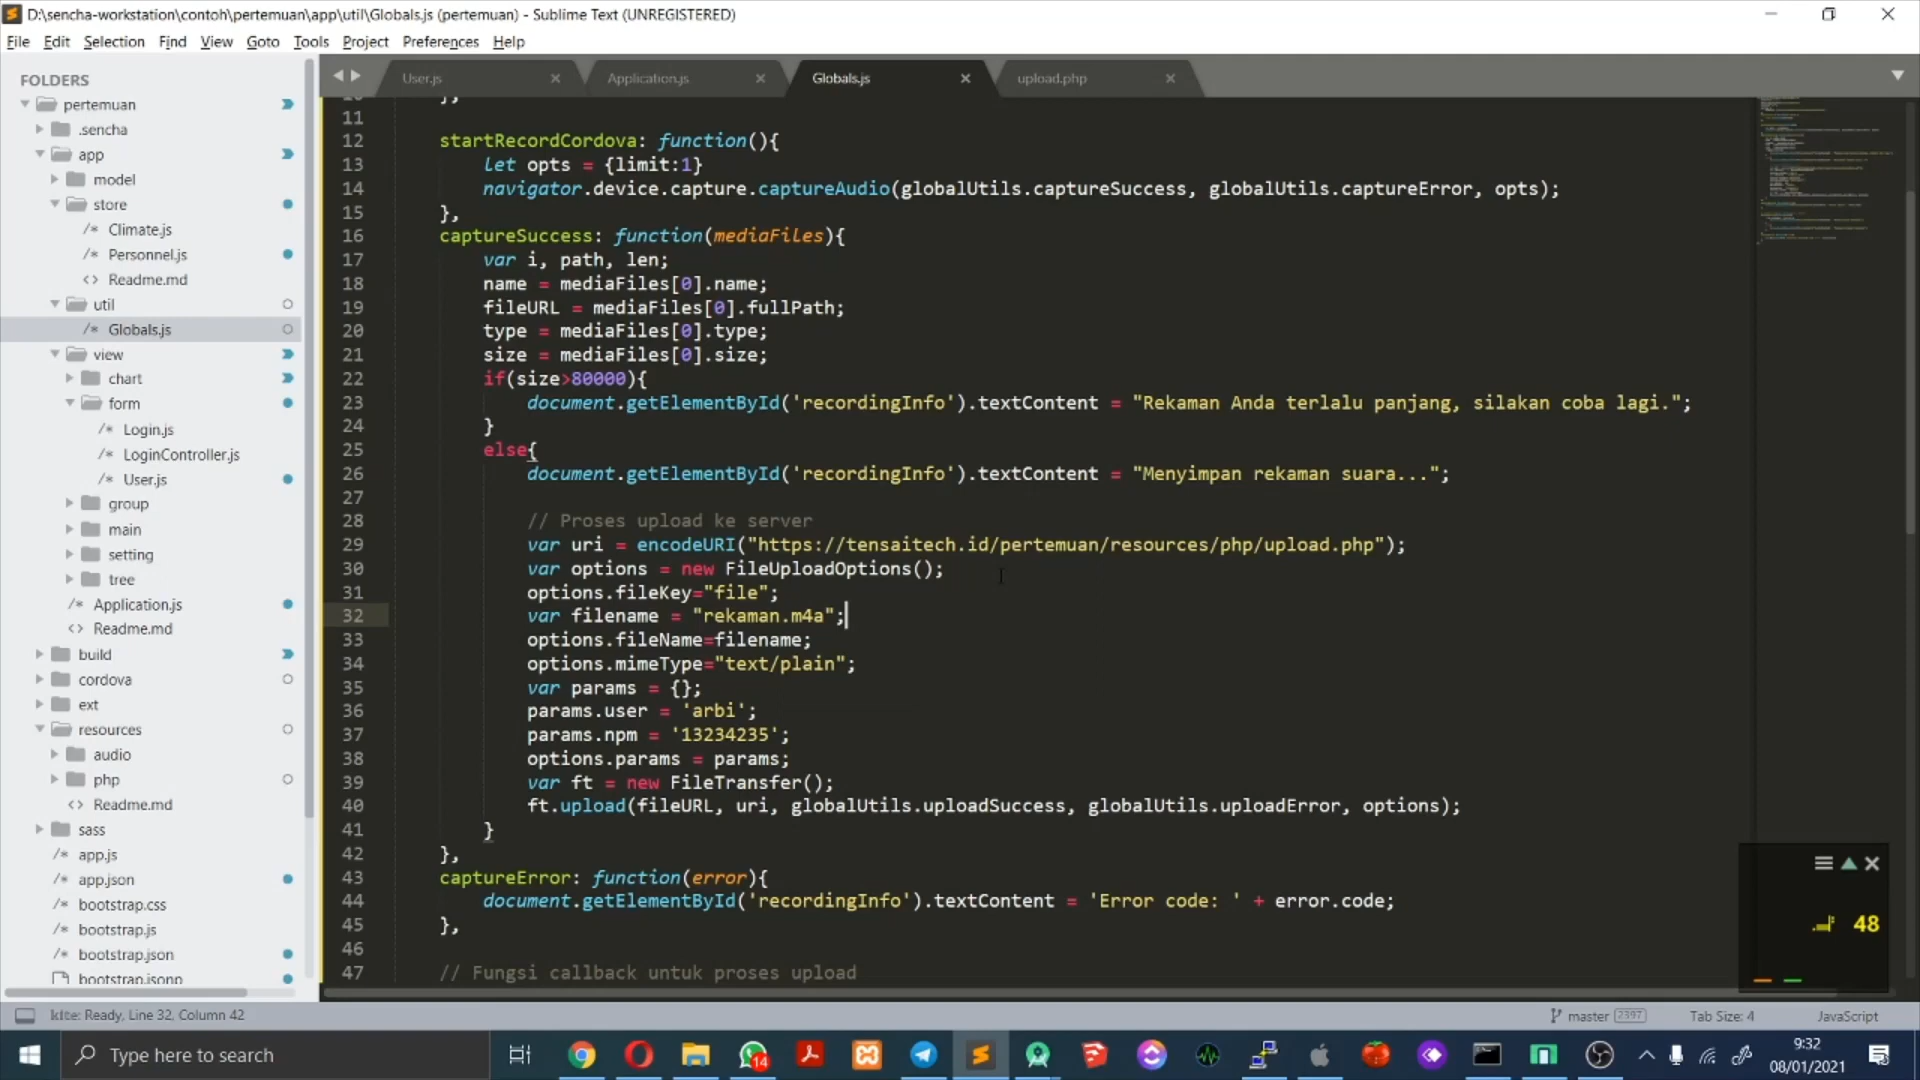 D:\sencha-workstation\contoh\pertemuan\app\util\Globals.js (pertemuan) - Sublime Text (UNREGISTERED)
File Edit Selection Find View Goto Tools Project Preferences Help
FOLDERS
pertemuan
.sencha
app
model
store
/* Climate.js
/* Personnel.js
<> Readme.md
util
/* Globals.js
view
chart
form
/* Login.js
/* LoginController.js
/* User.js
group
main
setting
tree
/* Application.js
<> Readme.md
build
cordova
ext
resources
audio
php
<> Readme.md
sass
/* app.js
/* app.json
/* bootstrap.css
/* bootstrap.js
/* bootstrap.json
bootstrap.jsonp
User.js Application.js Globals.js upload.php
10 },
11
12 startRecordCordova: function(){
13 let opts = {limit:1}
14 navigator.device.capture.captureAudio(globalUtils.captureSuccess, globalUtils.captureError, opts);
15 },
16 captureSuccess: function(mediaFiles){
17 var i, path, len;
18 name = mediaFiles[0].name;
19 fileURL = mediaFiles[0].fullPath;
20 type = mediaFiles[0].type;
21 size = mediaFiles[0].size;
22 if(size>80000){
23 document.getElementById('recordingInfo').textContent = "Rekaman Anda terlalu panjang, silakan coba lagi.";
24 }
25 else{
26 document.getElementById('recordingInfo').textContent = "Menyimpan rekaman suara...";
27
28 // Proses upload ke server
29 var uri = encodeURI("https://tensaitech.id/pertemuan/resources/php/upload.php");
30 var options = new FileUploadOptions();
31 options.fileKey="file";
32 var filename = "rekaman.m4a";
33 options.fileName=filename;
34 options.mimeType="text/plain";
35 var params = {};
36 params.user = 'arbi';
37 params.npm = '13234235';
38 options.params = params;
39 var ft = new FileTransfer();
40 ft.upload(fileURL, uri, globalUtils.uploadSuccess, globalUtils.uploadError, options);
41 }
42 },
43 captureError: function(error){
44 document.getElementById('recordingInfo').textContent = 'Error code: ' + error.code;
45 },
46
47 // Fungsi callback untuk proses upload
48
kite: Ready, Line 32, Column 42
master 2397 Tab Size: 4 JavaScript
Type here to search
14
9:32
08/01/2021